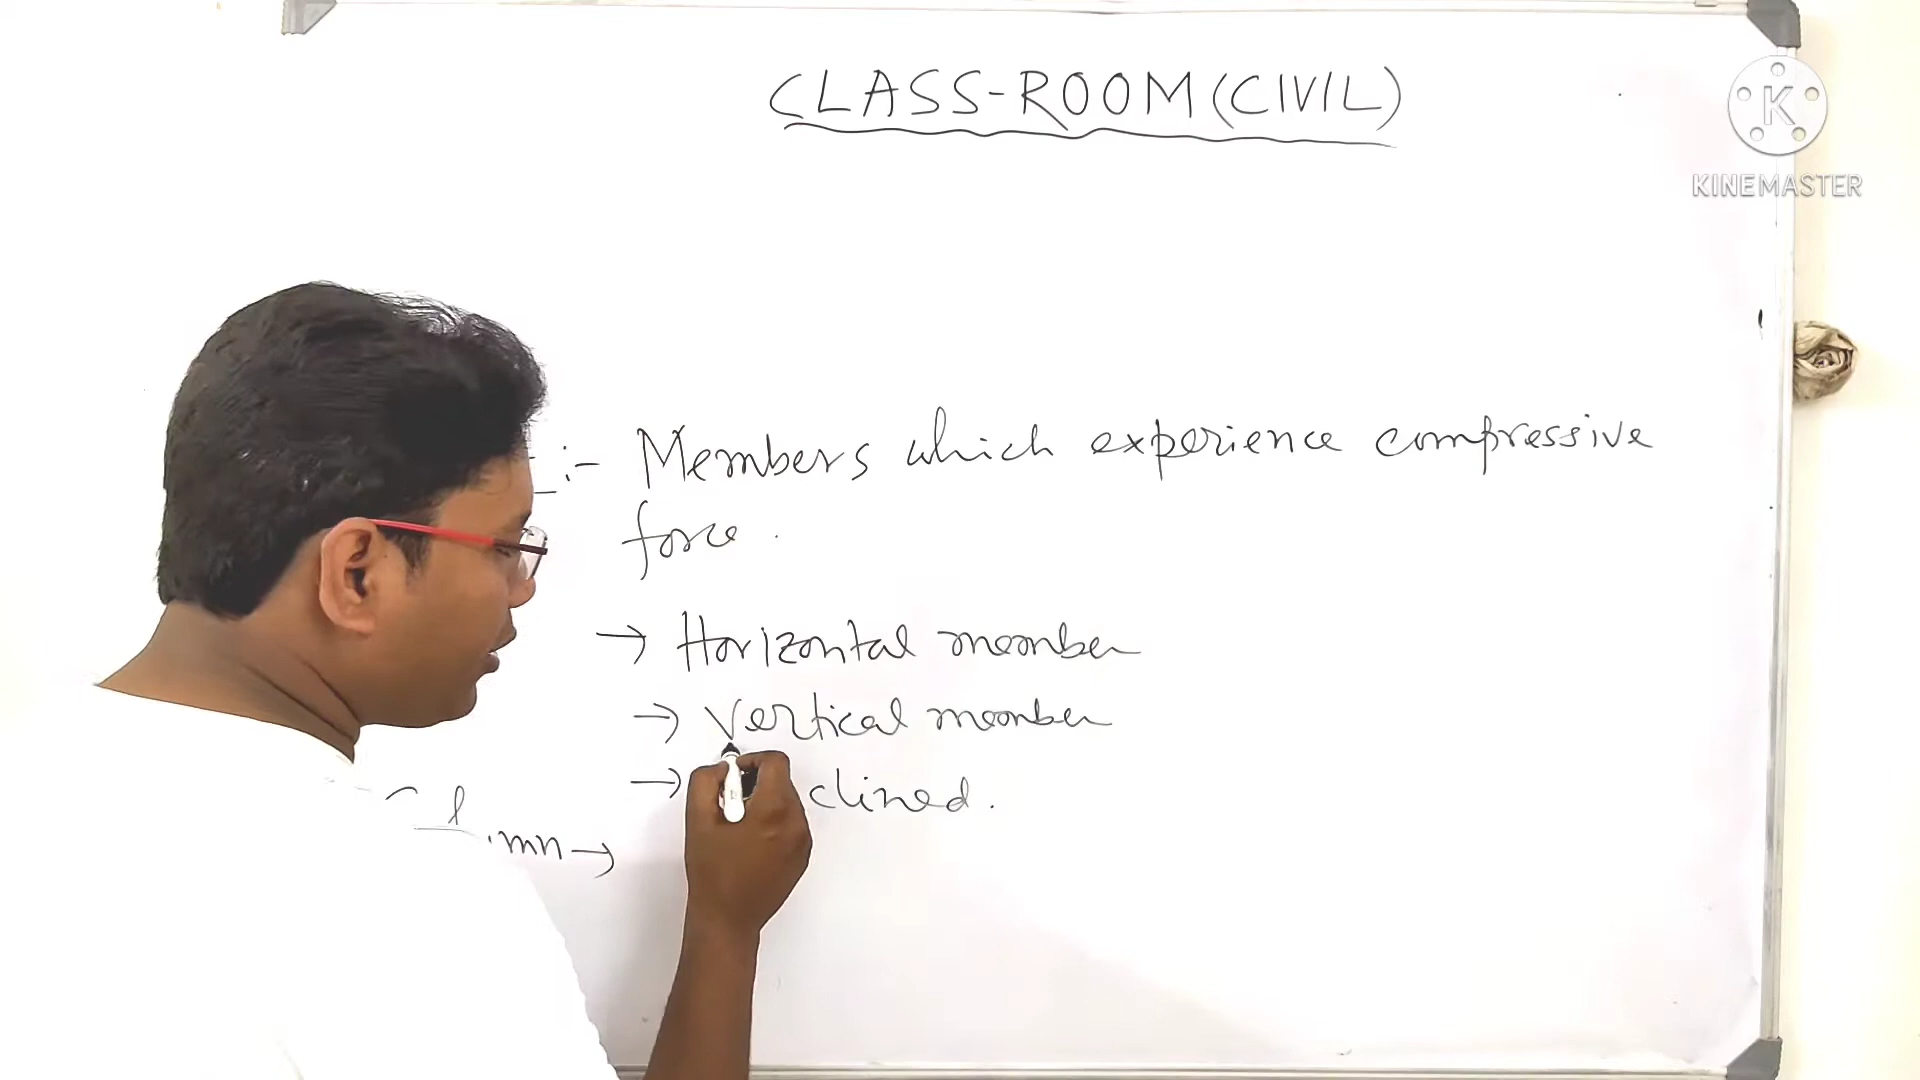 CLASS-ROOM(CIVIL)
K
KINEMASTER
:- Members which experience compressive
force.
→ Horizontal member
→ Vertical member
→ clined.
mn →